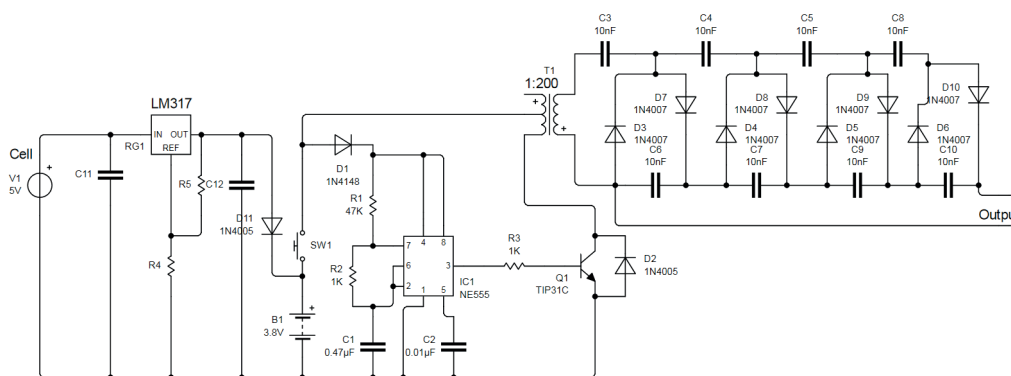 C3
10nF
C4
10nF
C5
10nF
C8
10nF
T1
1:200
+
+
D7
1N4007
D8
1N4007
D9
1N4007
D10
1N4007
D3
1N4007
D4
1N4007
D5
1N4007
D6
1N4007
C6
10nF
C7
10nF
C9
10nF
C10
10nF
Output
LM317
IN OUT
REF
RG1
Cell
V1
5V
+
C11
R5
C12
D11
1N4005
R4
D1
1N4148
R1
47K
SW1
R2
1K
B1
3.8V
+
7
6
2
4
8
3
1
5
IC1
NE555
R3
1K
Q1
TIP31C
D2
1N4005
C1
0.47µF
C2
0.01µF